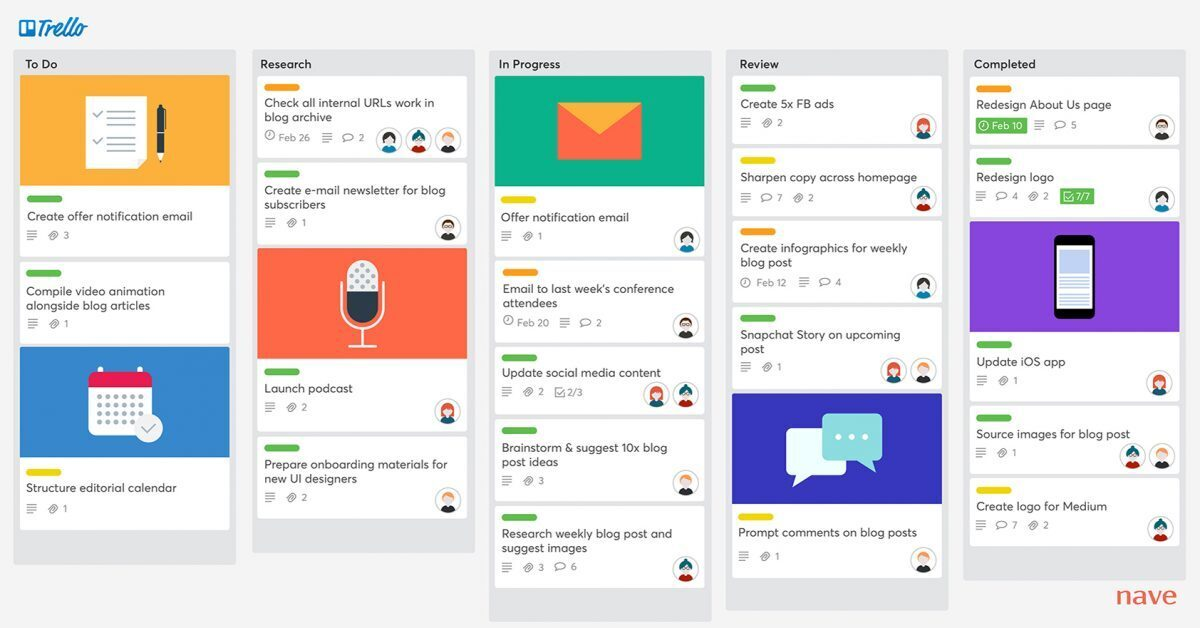 Trello
To Do
Create offer notification email
3
Compile video animation
alongside blog articles
1
Structure editorial calendar
1
Research
Check all internal URLs work in
blog archive
Feb 26 2
Create e-mail newsletter for blog
subscribers
1
Launch podcast
2
Prepare onboarding materials for
new UI designers
2
In Progress
Offer notification email
1
Email to last week's conference
attendees
Feb 20 2
Update social media content
2 2/3
Brainstorm & suggest 10x blog
post ideas
3
Research weekly blog post and
suggest images
3 6
Review
Create 5x FB ads
2
Sharpen copy across homepage
7 2
Create infographics for weekly
blog post
Feb 12 4
Snapchat Story on upcoming
post
1
Prompt comments on blog posts
1
Completed
Redesign About Us page
Feb 10 5
Redesign logo
4 2 7/7
Update iOS app
1
Source images for blog post
1
Create logo for Medium
7 2
nave